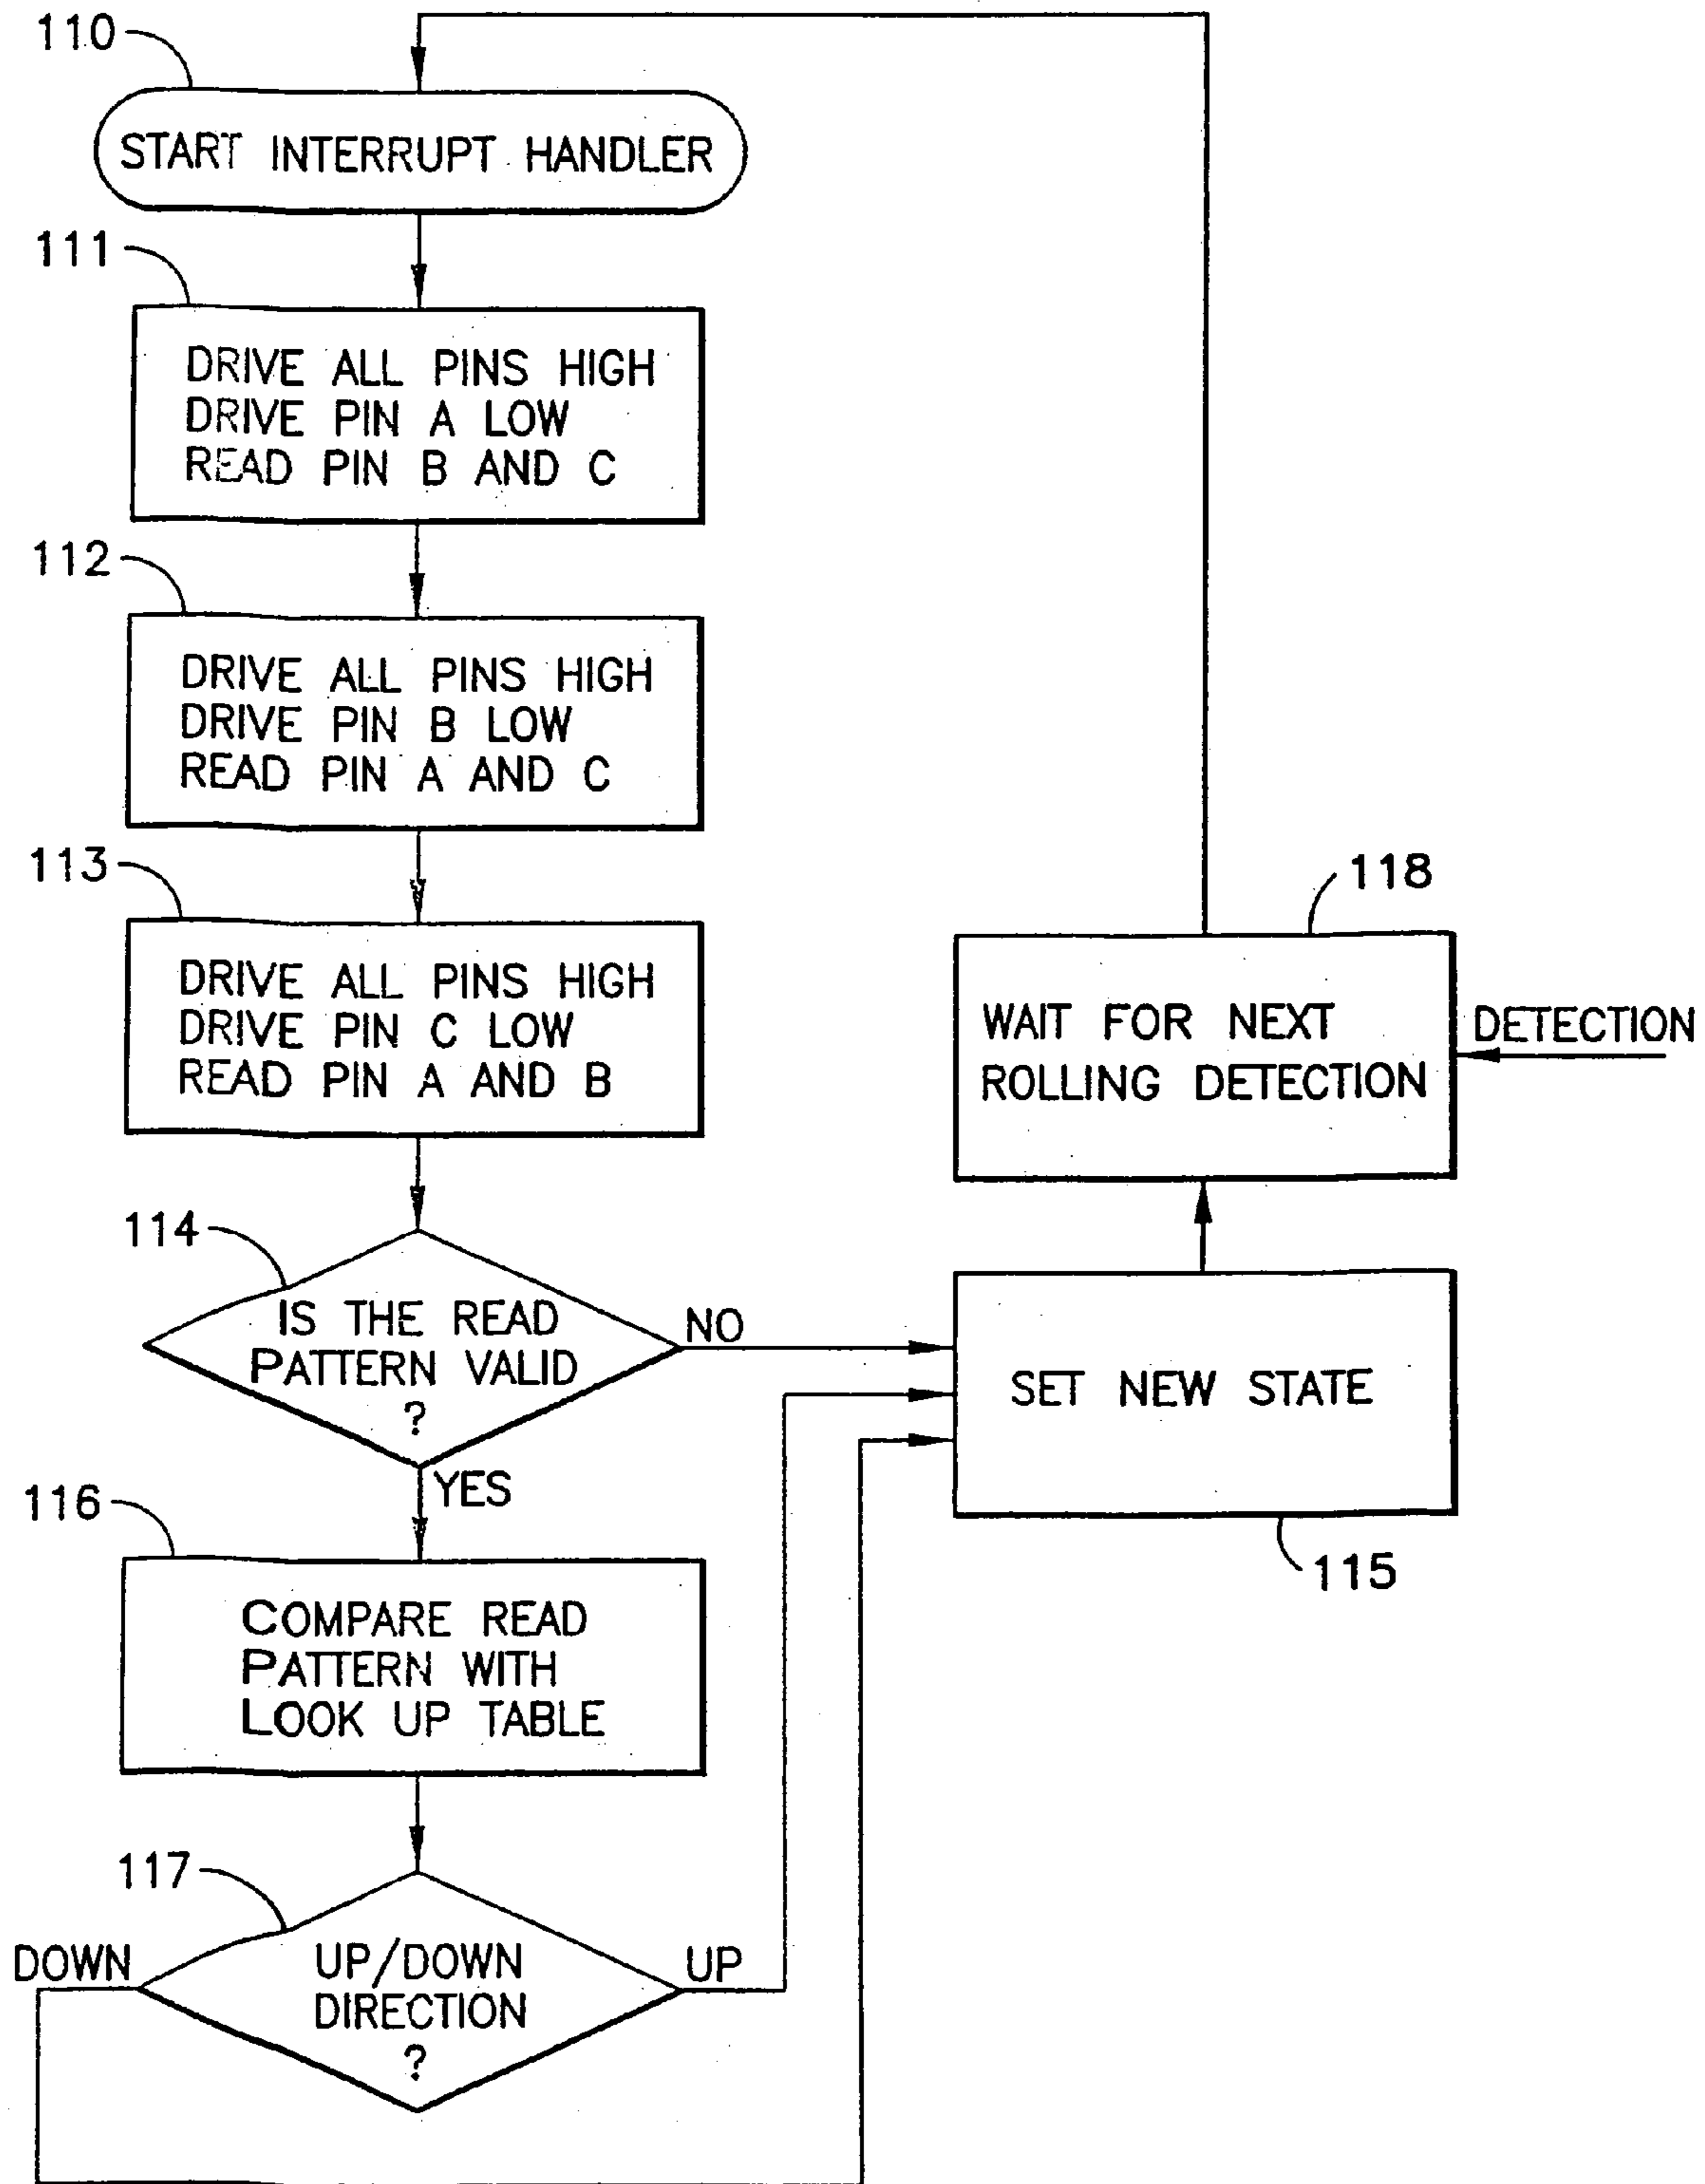 110
START INTERRUPT HANDLER
111
DRIVE ALL PINS HIGH
DRIVE PIN A LOW
READ PIN B AND C
112
DRIVE ALL PINS HIGH
DRIVE PIN B LOW
READ PIN A AND C
113
DRIVE ALL PINS HIGH
DRIVE PIN C LOW
READ PIN A AND B
114
IS THE READ
PATTERN VALID
?
NO
YES
116
COMPARE READ
PATTERN WITH
LOOK UP TABLE
117
DOWN
UP/DOWN
DIRECTION
?
UP
118
WAIT FOR NEXT
ROLLING DETECTION
DETECTION
SET NEW STATE
115